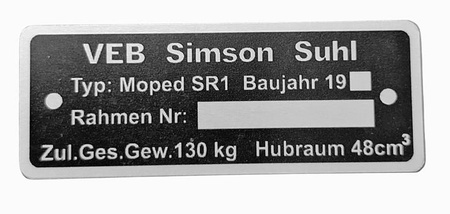 VEB Simson Suhl
Typ: Moped SR1 Baujahr 19
Rahmen Nr:
Zul.Ges.Gew.130 kg Hubraum 48cm³